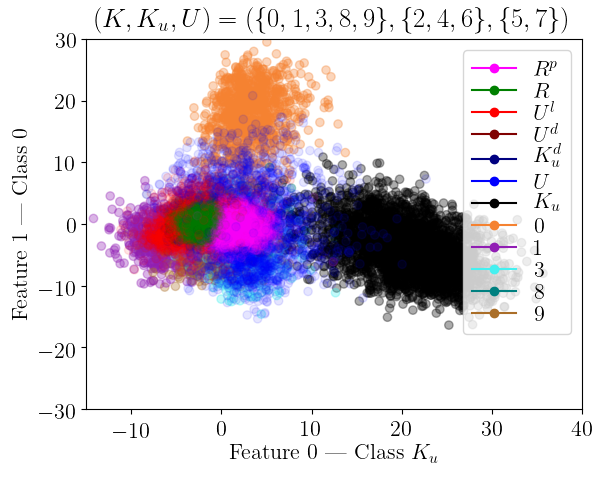 (K, K_u, U) = ({0, 1, 3, 8, 9}, {2, 4, 6}, {5, 7})
30
20
10
0
−10
−20
−30
Feature 1 — Class 0
R^p
R
U^l
U^d
K_u^d
U
K_u
0
1
3
8
9
−10
0
10
20
30
40
Feature 0 — Class K_u